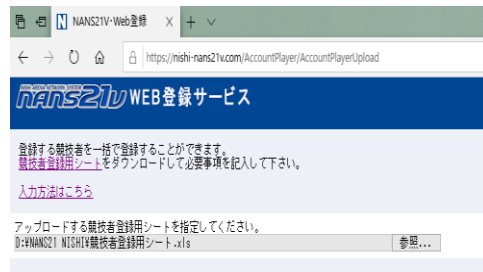 NANS21V・Web登録
https://nishi-nans21v.com/AccountPlayer/AccountPlayerUpload
NANS21V WEB登録サービス
登録する競技者を一括で登録することができます。
競技者登録用シートをダウンロードして必要事項を記入して下さい。
入力方法はこちら
アップロードする競技者登録用シートを指定してください。
D:¥NANS21 NISHI¥競技者登録用シート.xls
参照...